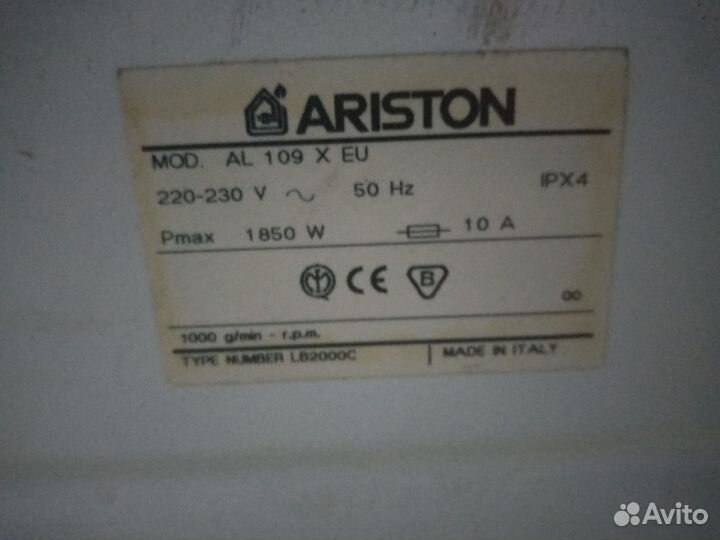 ARISTON
MOD. AL 109 X EU
220-230 V 50 Hz IPX4
Pmax 1850 W 10 A
CE B
00
1000 g/min - r.p.m.
TYPE NUMBER LB2000C MADE IN ITALY
Avito